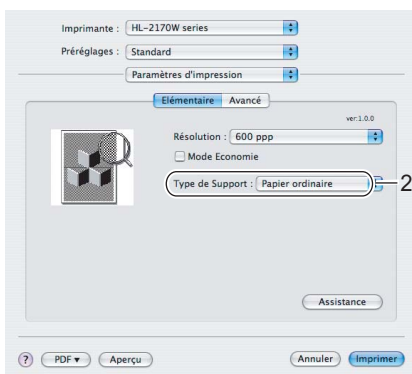 Imprimante : HL-2170W series
Préréglages : Standard
Paramètres d'impression
Elémentaire Avancé
ver:1.0.0
Résolution : 600 ppp
Mode Economie
Type de Support : Papier ordinaire 2
Assistance
? PDF▼ Aperçu Annuler Imprimer